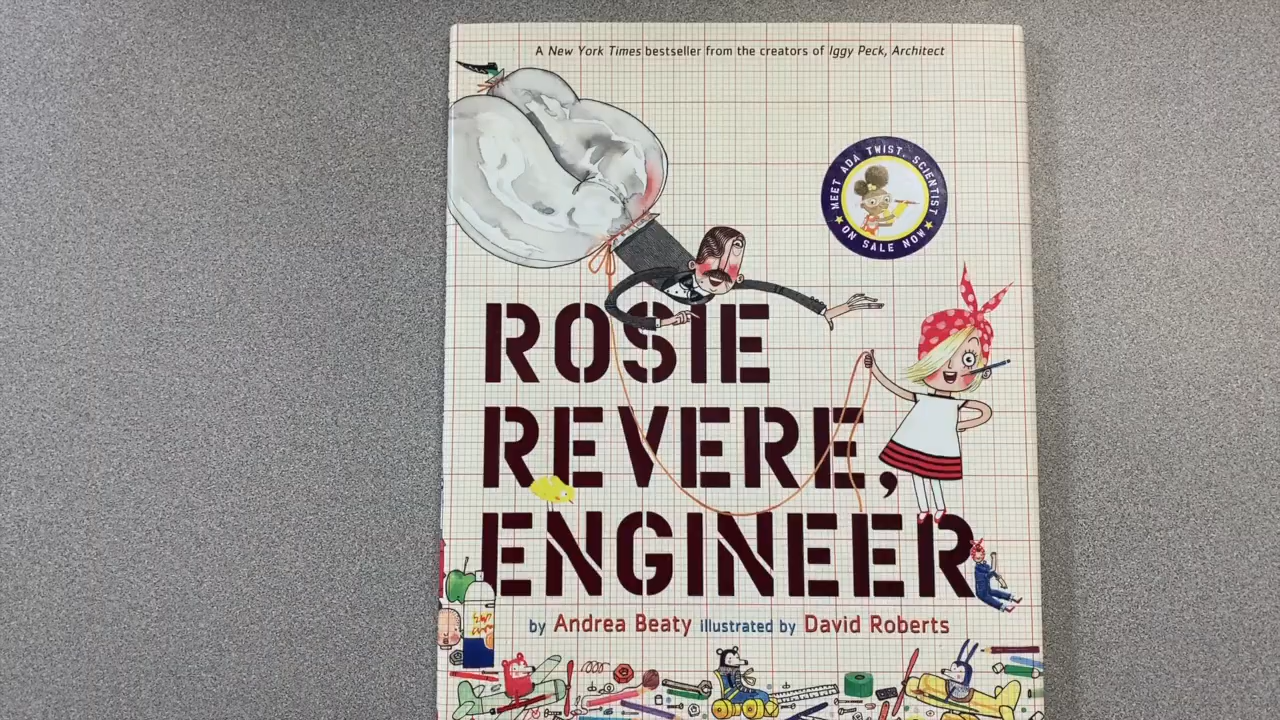 A New York Times bestseller from the creators of Iggy Peck, Architect
MEET ADA TWIST, SCIENTIST
ON SALE NOW
ROSIE
REVERE,
ENGINEER
by Andrea Beaty illustrated by David Roberts